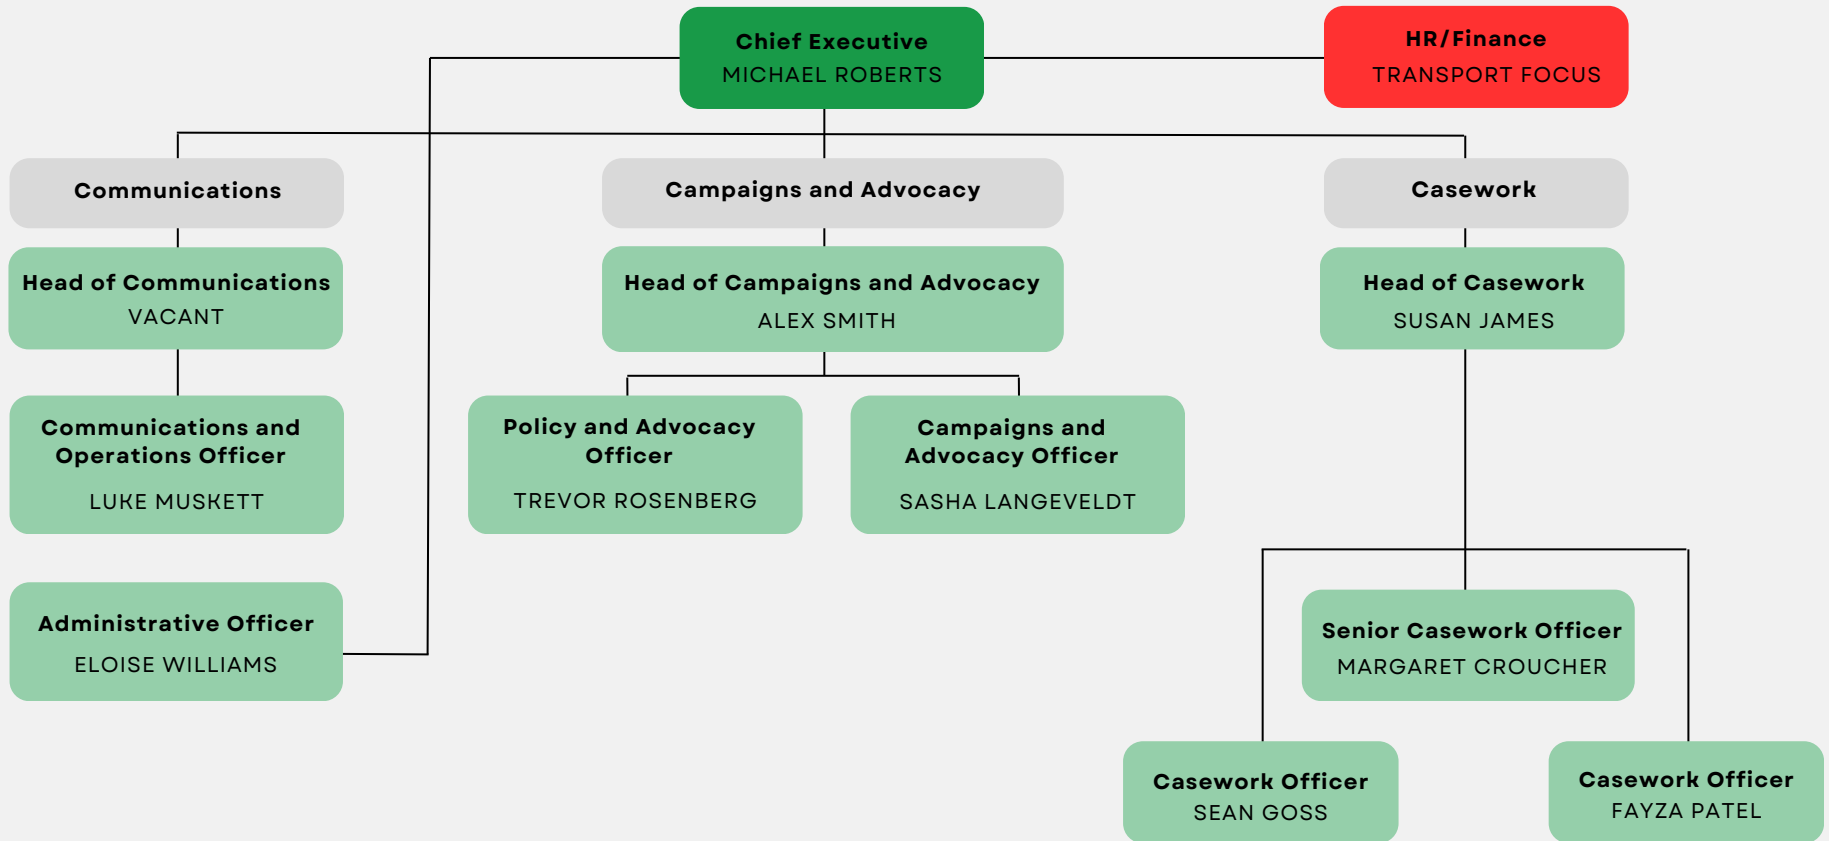 Chief Executive
MICHAEL ROBERTS
HR/Finance
TRANSPORT FOCUS
Communications
Campaigns and Advocacy
Casework
Head of Communications
VACANT
Head of Campaigns and Advocacy
ALEX SMITH
Head of Casework
SUSAN JAMES
Communications and
Operations Officer
LUKE MUSKETT
Policy and Advocacy
Officer
TREVOR ROSENBERG
Campaigns and
Advocacy Officer
SASHA LANGEVELDT
Administrative Officer
ELOISE WILLIAMS
Senior Casework Officer
MARGARET CROUCHER
Casework Officer
SEAN GOSS
Casework Officer
FAYZA PATEL